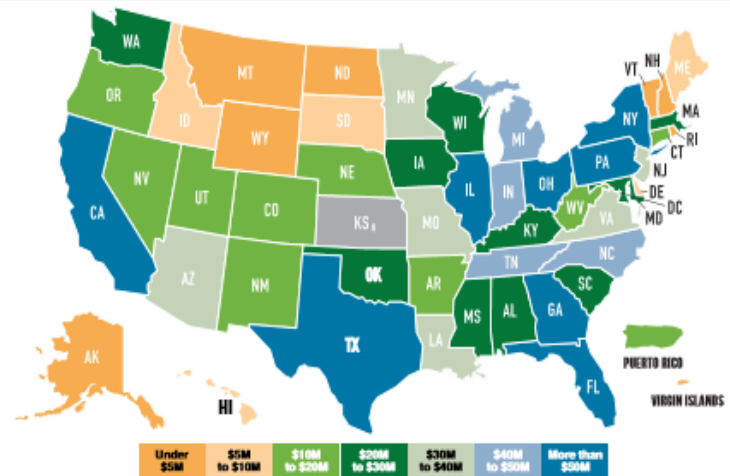 WA
MT
ND
MN
VT
NH
ME
OR
ID
SD
WI
MI
NY
MA
RI
CT
WY
NE
IA
PA
NJ
NV
UT
CO
IL
IN
OH
DE
DC
MD
CA
KS
MO
WV
VA
KY
AZ
NM
OK
AR
TN
NC
SC
TX
LA
MS
AL
GA
FL
AK
HI
PUERTO RICO
VIRGIN ISLANDS
Under
$5M
$5M
to $10M
$10M
to $20M
$20M
to $30M
$30M
to $40M
$40M
to $50M
More than
$50M